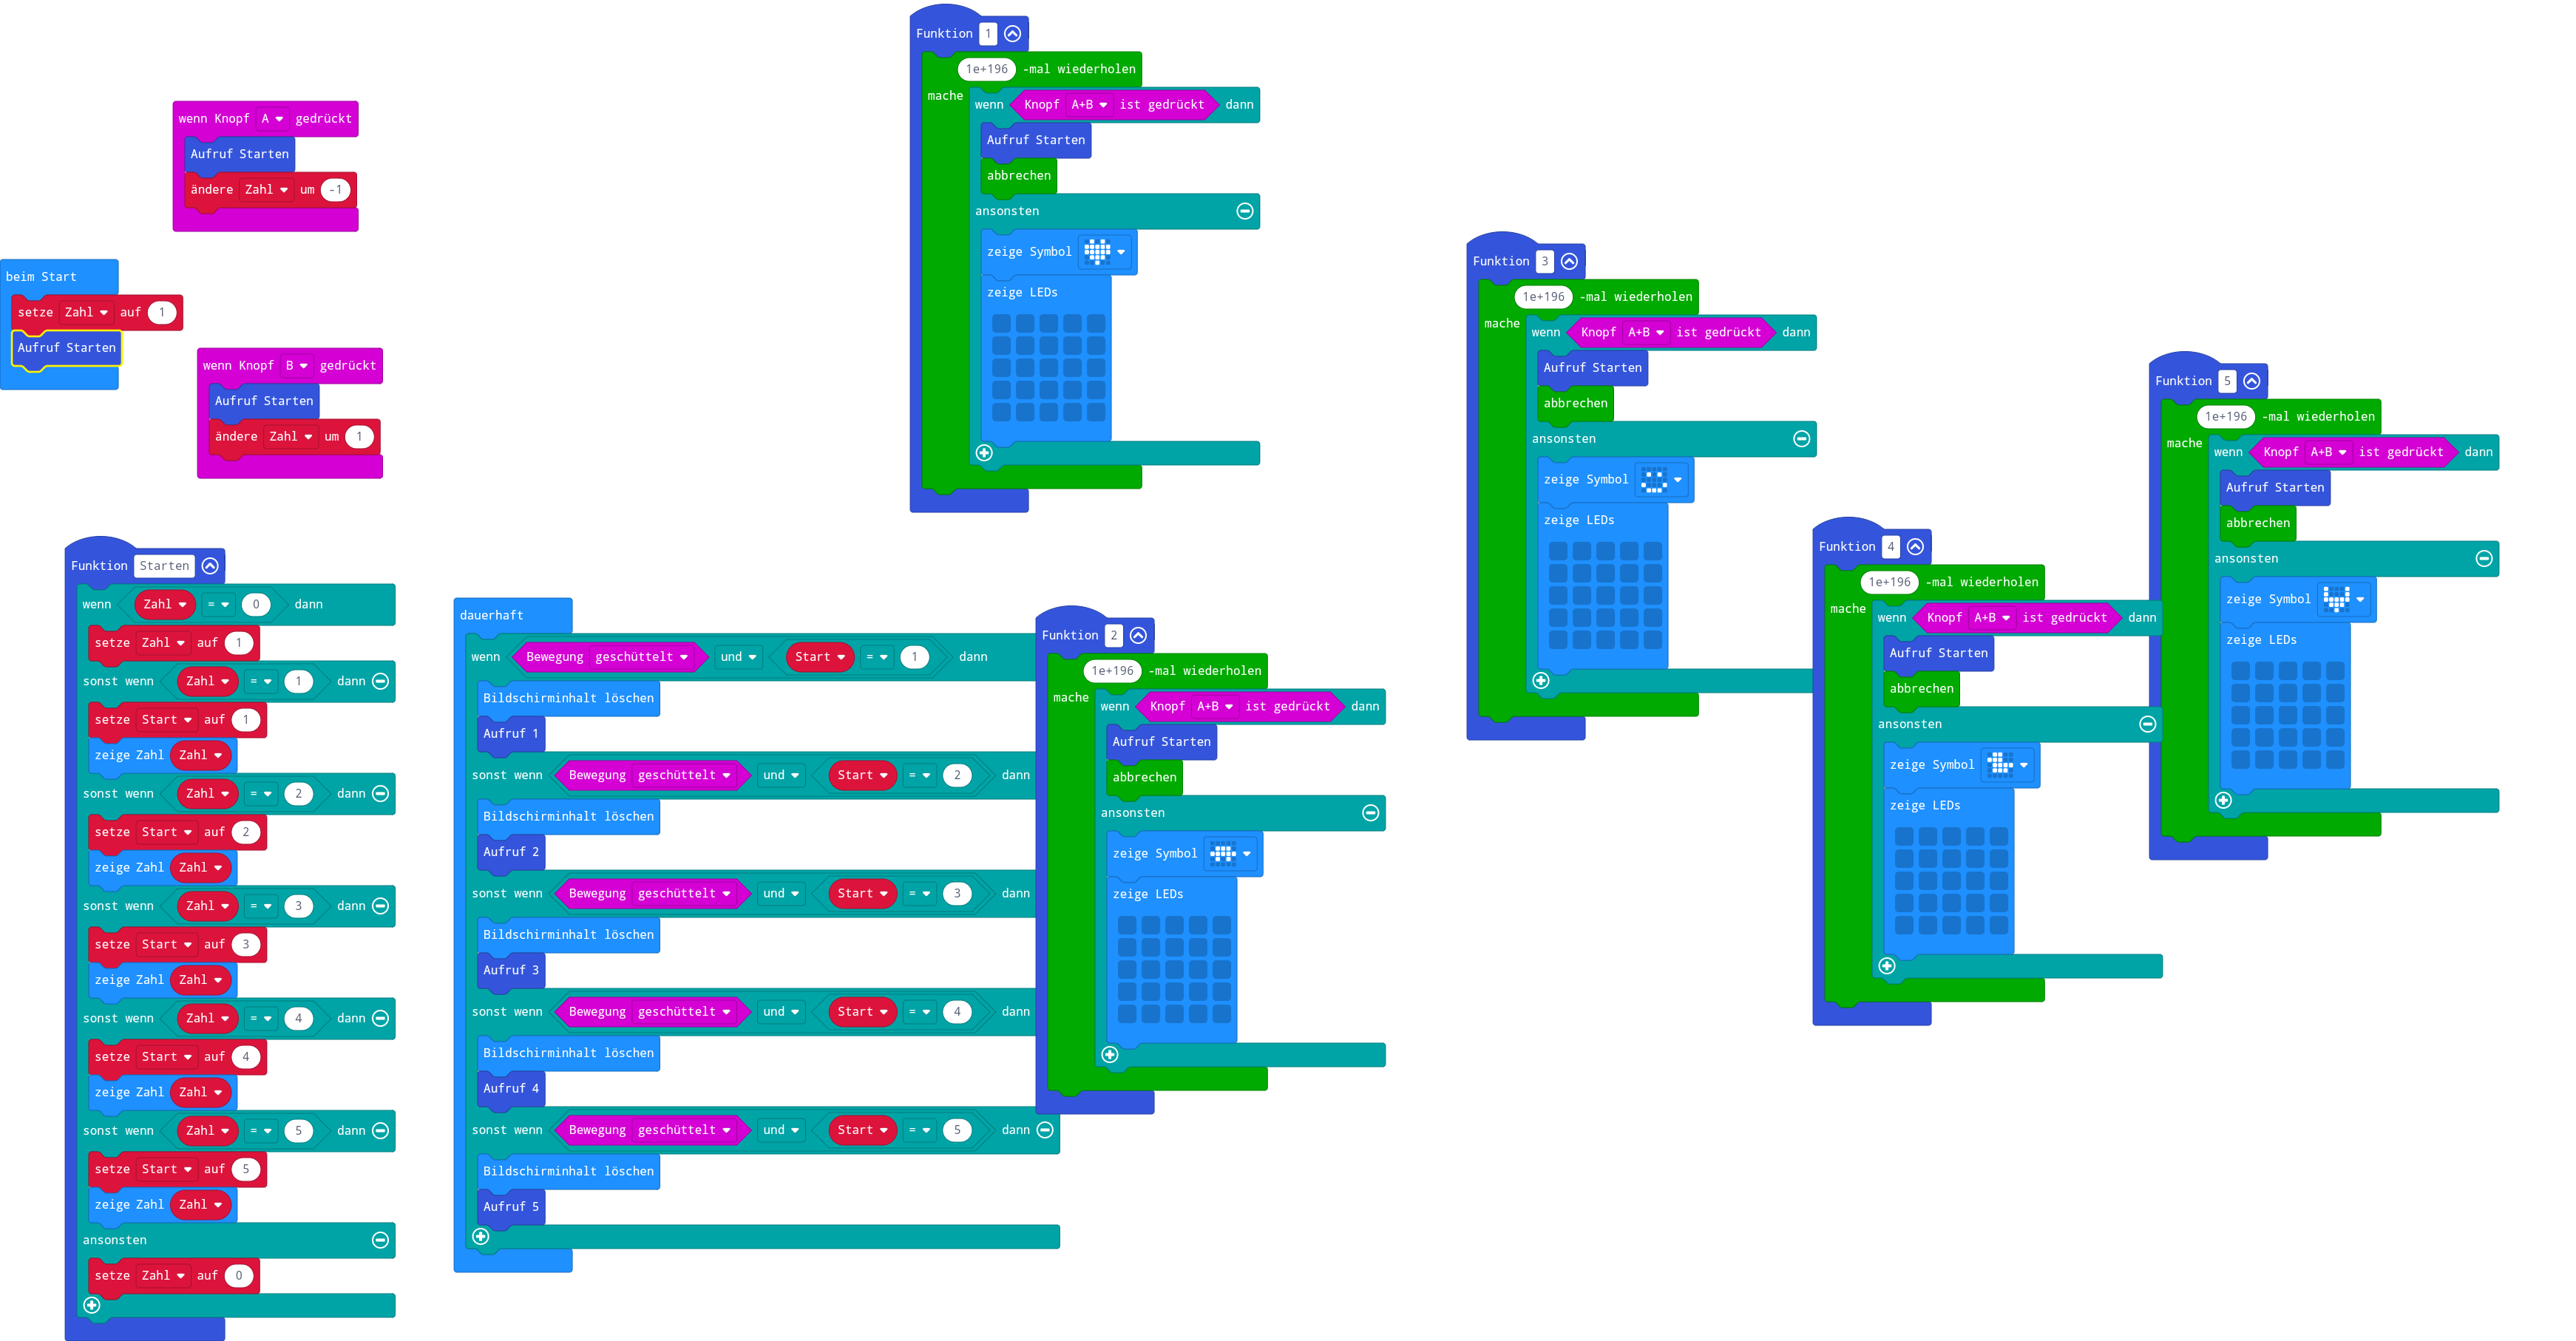 wenn Knopf A gedrückt
Aufruf Starten
ändere Zahl um -1
beim Start
setze Zahl auf 1
Aufruf Starten
wenn Knopf B gedrückt
Aufruf Starten
ändere Zahl um 1
Funktion Starten
wenn Zahl = 0 dann
setze Zahl auf 1
sonst wenn Zahl = 1 dann
setze Start auf 1
zeige Zahl Zahl
sonst wenn Zahl = 2 dann
setze Start auf 2
zeige Zahl Zahl
sonst wenn Zahl = 3 dann
setze Start auf 3
zeige Zahl Zahl
sonst wenn Zahl = 4 dann
setze Start auf 4
zeige Zahl Zahl
sonst wenn Zahl = 5 dann
setze Start auf 5
zeige Zahl Zahl
ansonsten
setze Zahl auf 0
dauerhaft
wenn Bewegung geschüttelt und Start = 1 dann
Bildschirminhalt löschen
Aufruf 1
sonst wenn Bewegung geschüttelt und Start = 2 dann
Bildschirminhalt löschen
Aufruf 2
sonst wenn Bewegung geschüttelt und Start = 3 dann
Bildschirminhalt löschen
Aufruf 3
sonst wenn Bewegung geschüttelt und Start = 4 dann
Bildschirminhalt löschen
Aufruf 4
sonst wenn Bewegung geschüttelt und Start = 5 dann
Bildschirminhalt löschen
Aufruf 5
Funktion 1
1e+196 -mal wiederholen
mache
wenn Knopf A+B ist gedrückt dann
Aufruf Starten
abbrechen
ansonsten
zeige Symbol
zeige LEDs
Funktion 2
1e+196 -mal wiederholen
mache
wenn Knopf A+B ist gedrückt dann
Aufruf Starten
abbrechen
ansonsten
zeige Symbol
zeige LEDs
Funktion 3
1e+196 -mal wiederholen
mache
wenn Knopf A+B ist gedrückt dann
Aufruf Starten
abbrechen
ansonsten
zeige Symbol
zeige LEDs
Funktion 4
1e+196 -mal wiederholen
mache
wenn Knopf A+B ist gedrückt dann
Aufruf Starten
abbrechen
ansonsten
zeige Symbol
zeige LEDs
Funktion 5
1e+196 -mal wiederholen
mache
wenn Knopf A+B ist gedrückt dann
Aufruf Starten
abbrechen
ansonsten
zeige Symbol
zeige LEDs